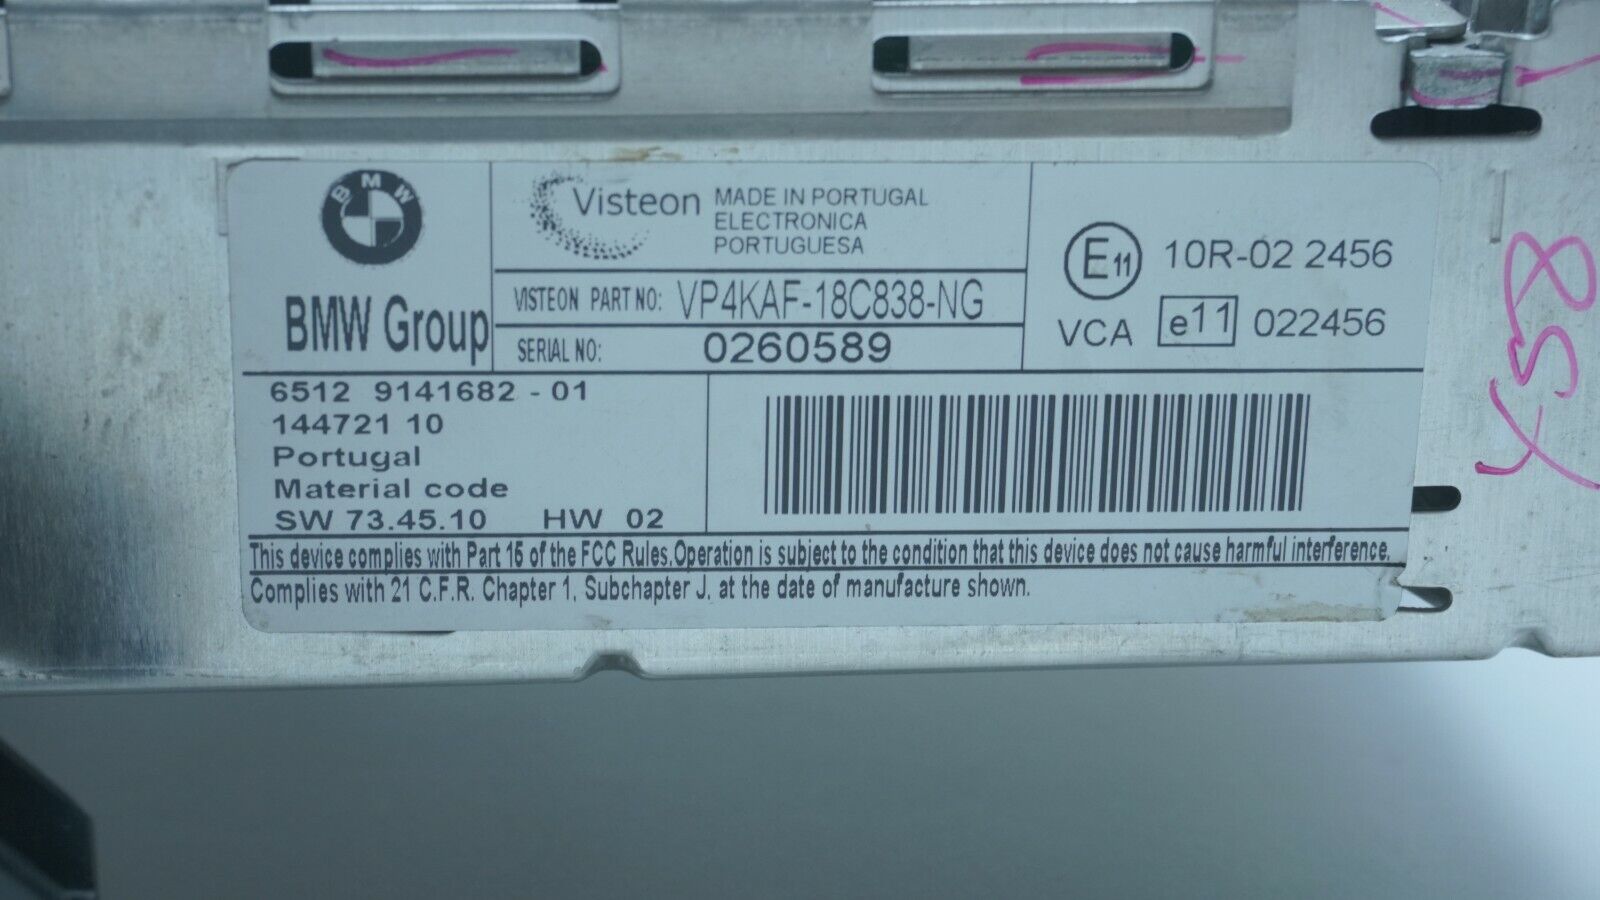 BMW
BMW Group
Visteon
MADE IN PORTUGAL
ELECTRONICA
PORTUGUESA
VISTEON PART NO: VP4KAF-18C838-NG
SERIAL NO: 0260589
E11 10R-02 2456
VCA e11 022456
6512 9141682 - 01
144721 10
Portugal
Material code
SW 73.45.10 HW 02
This device complies with Part 15 of the FCC Rules.Operation is subject to the condition that this device does not cause harmful interference.
Complies with 21 C.F.R. Chapter 1, Subchapter J, at the date of manufacture shown.
X58